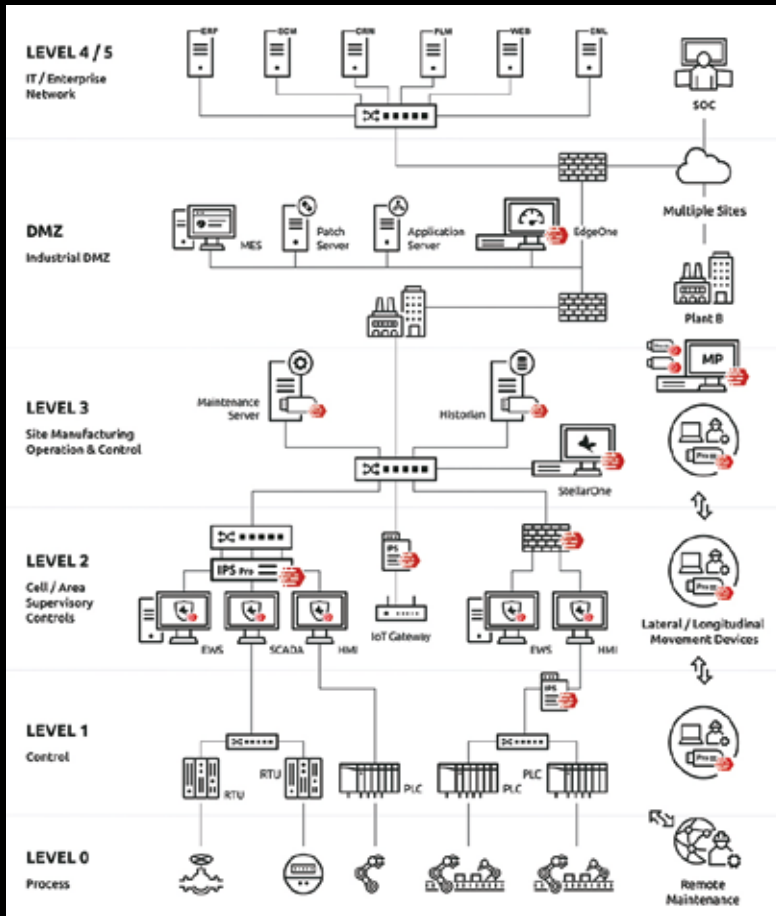 LEVEL 4 / 5
IT / Enterprise
Network
ERP
SCM
CRM
PLM
WEB
EML
SOC
Multiple Sites
DMZ
Industrial DMZ
MES
Patch
Server
Application
Server
EdgeOne
Plant B
LEVEL 3
Site Manufacturing
Operation & Control
Maintenance
Server
Historian
StellarOne
MP
Pro
LEVEL 2
Cell / Area
Supervisory
Controls
IPS Pro
IPS
EWS
SCADA
HMI
IoT Gateway
EWS
HMI
Lateral / Longitudinal
Movement Devices
LEVEL 1
Control
IPS
RTU
RTU
PLC
PLC
PLC
LEVEL 0
Process
Remote
Maintenance